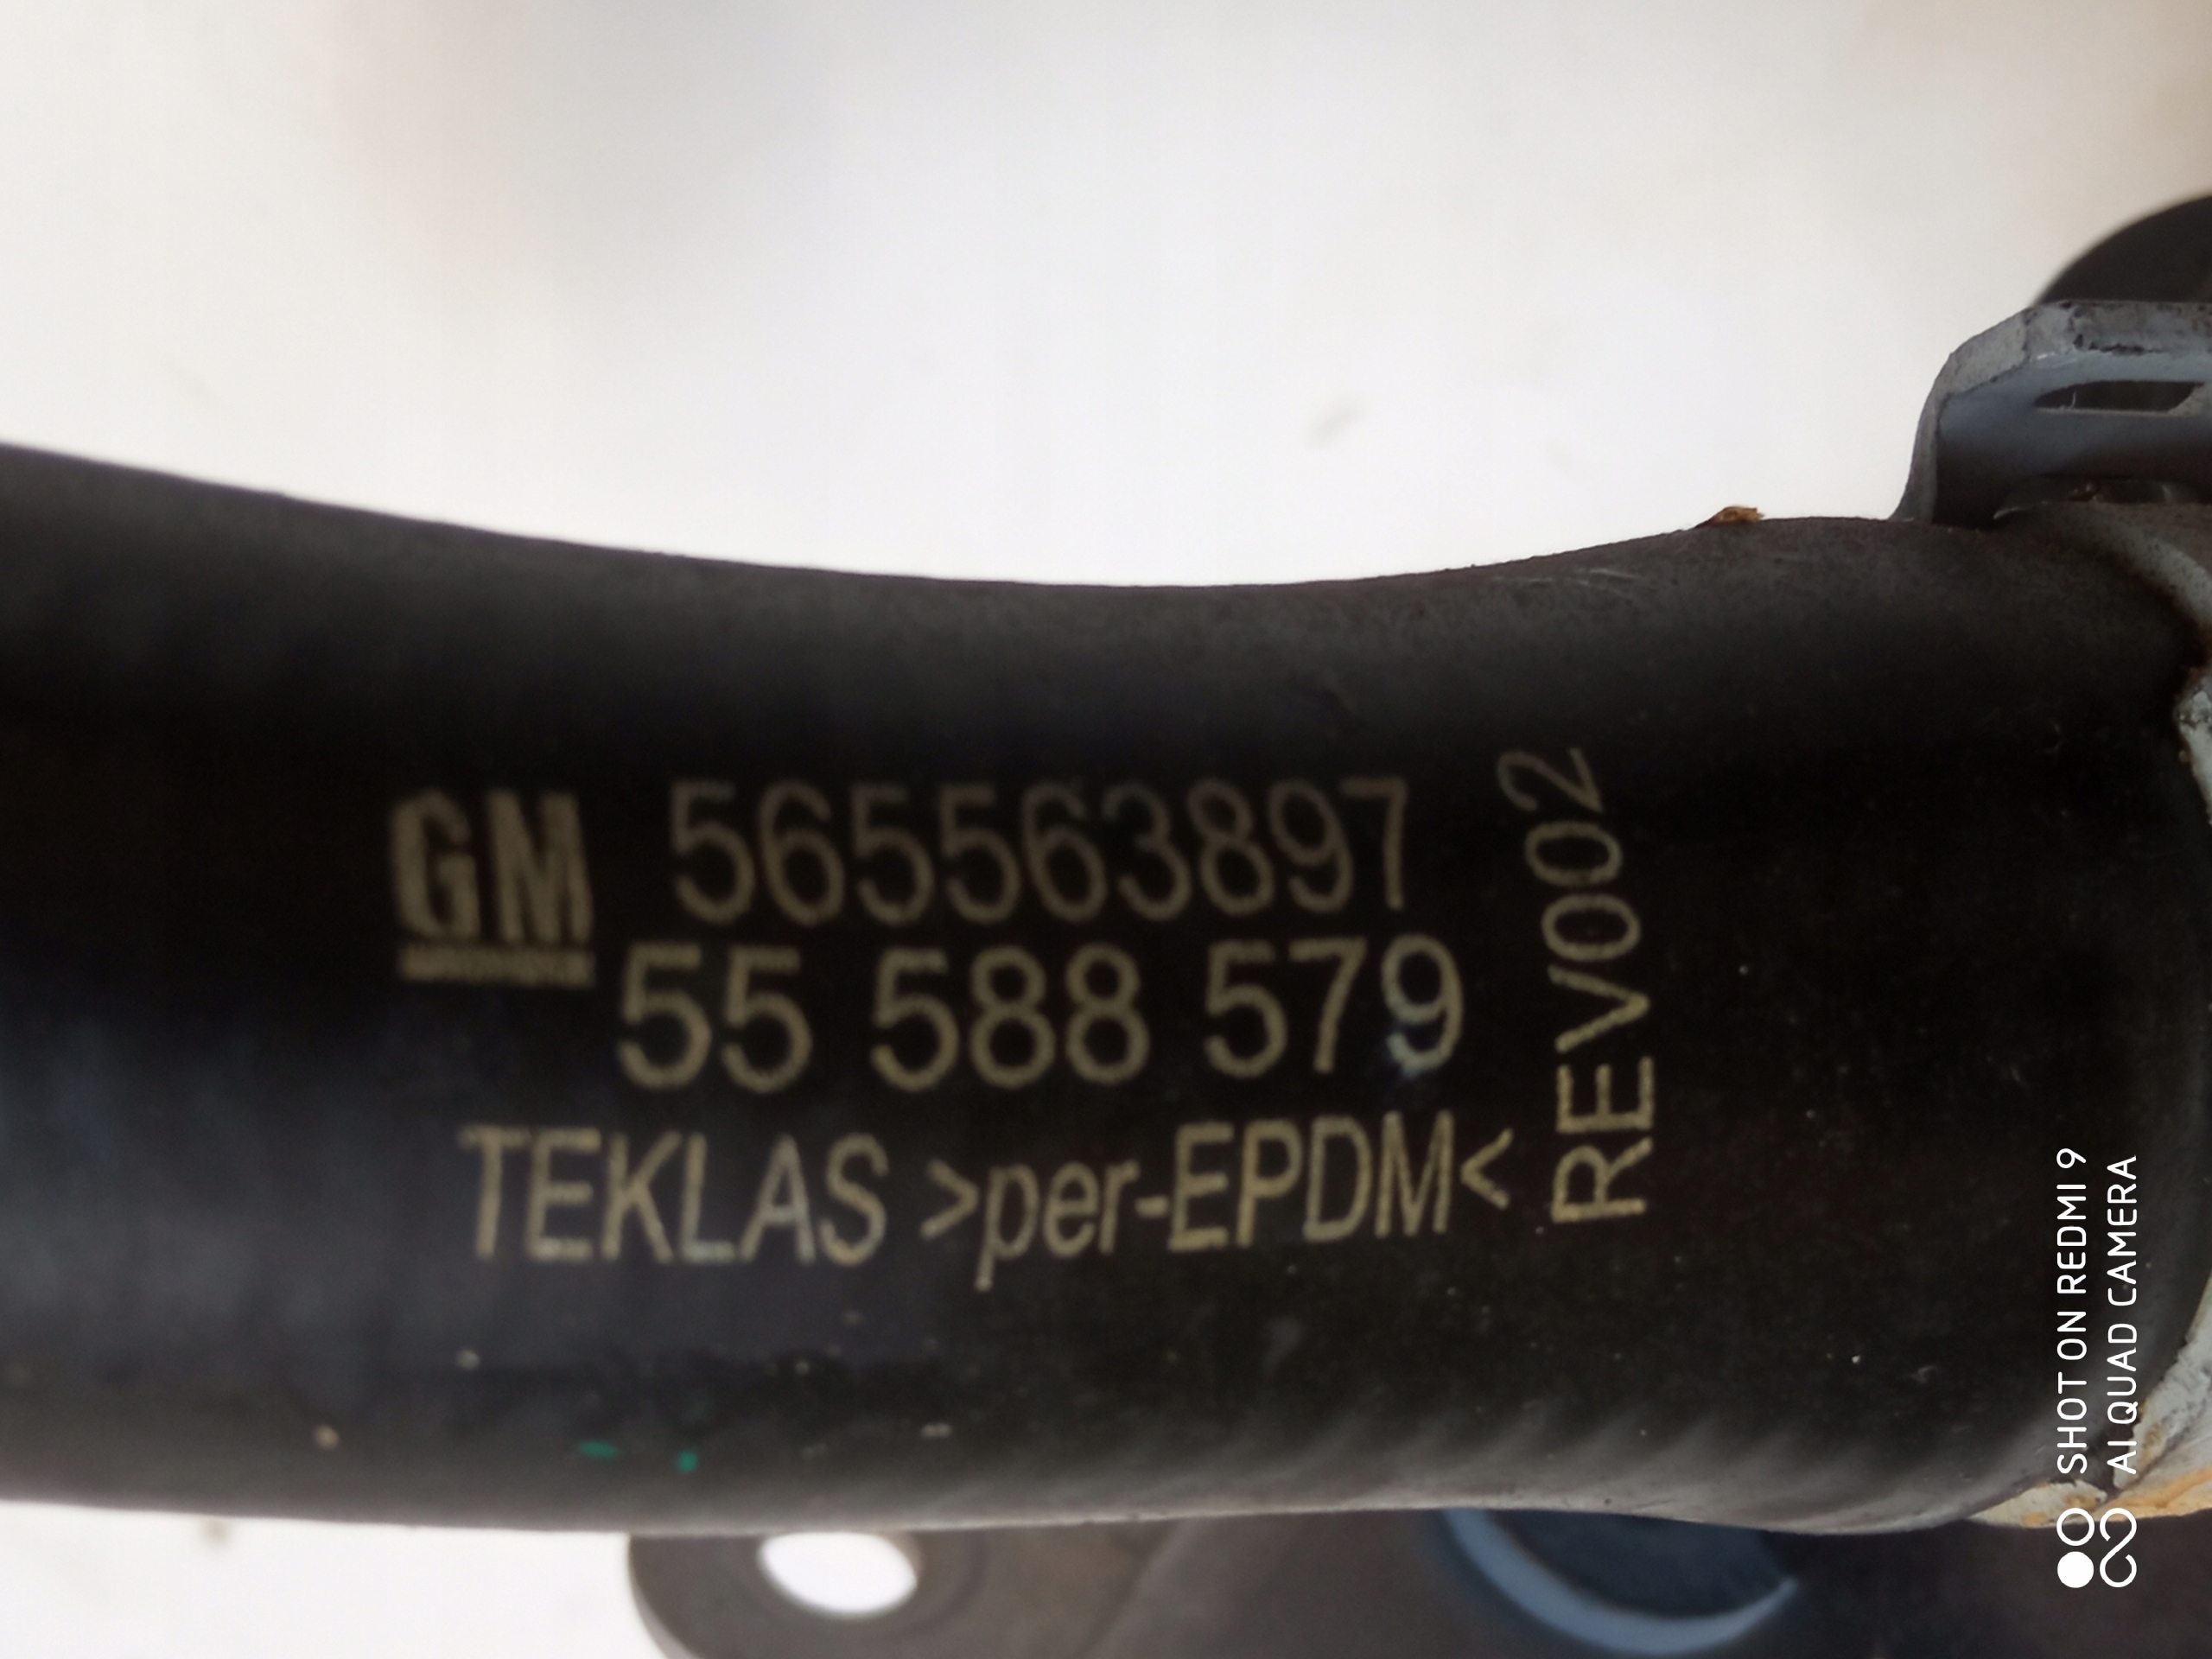 GM 565563897
55 588 579
TEKLAS >per-EPDM<
REV002
SHOT ON REDMI 9
AI QUAD CAMERA